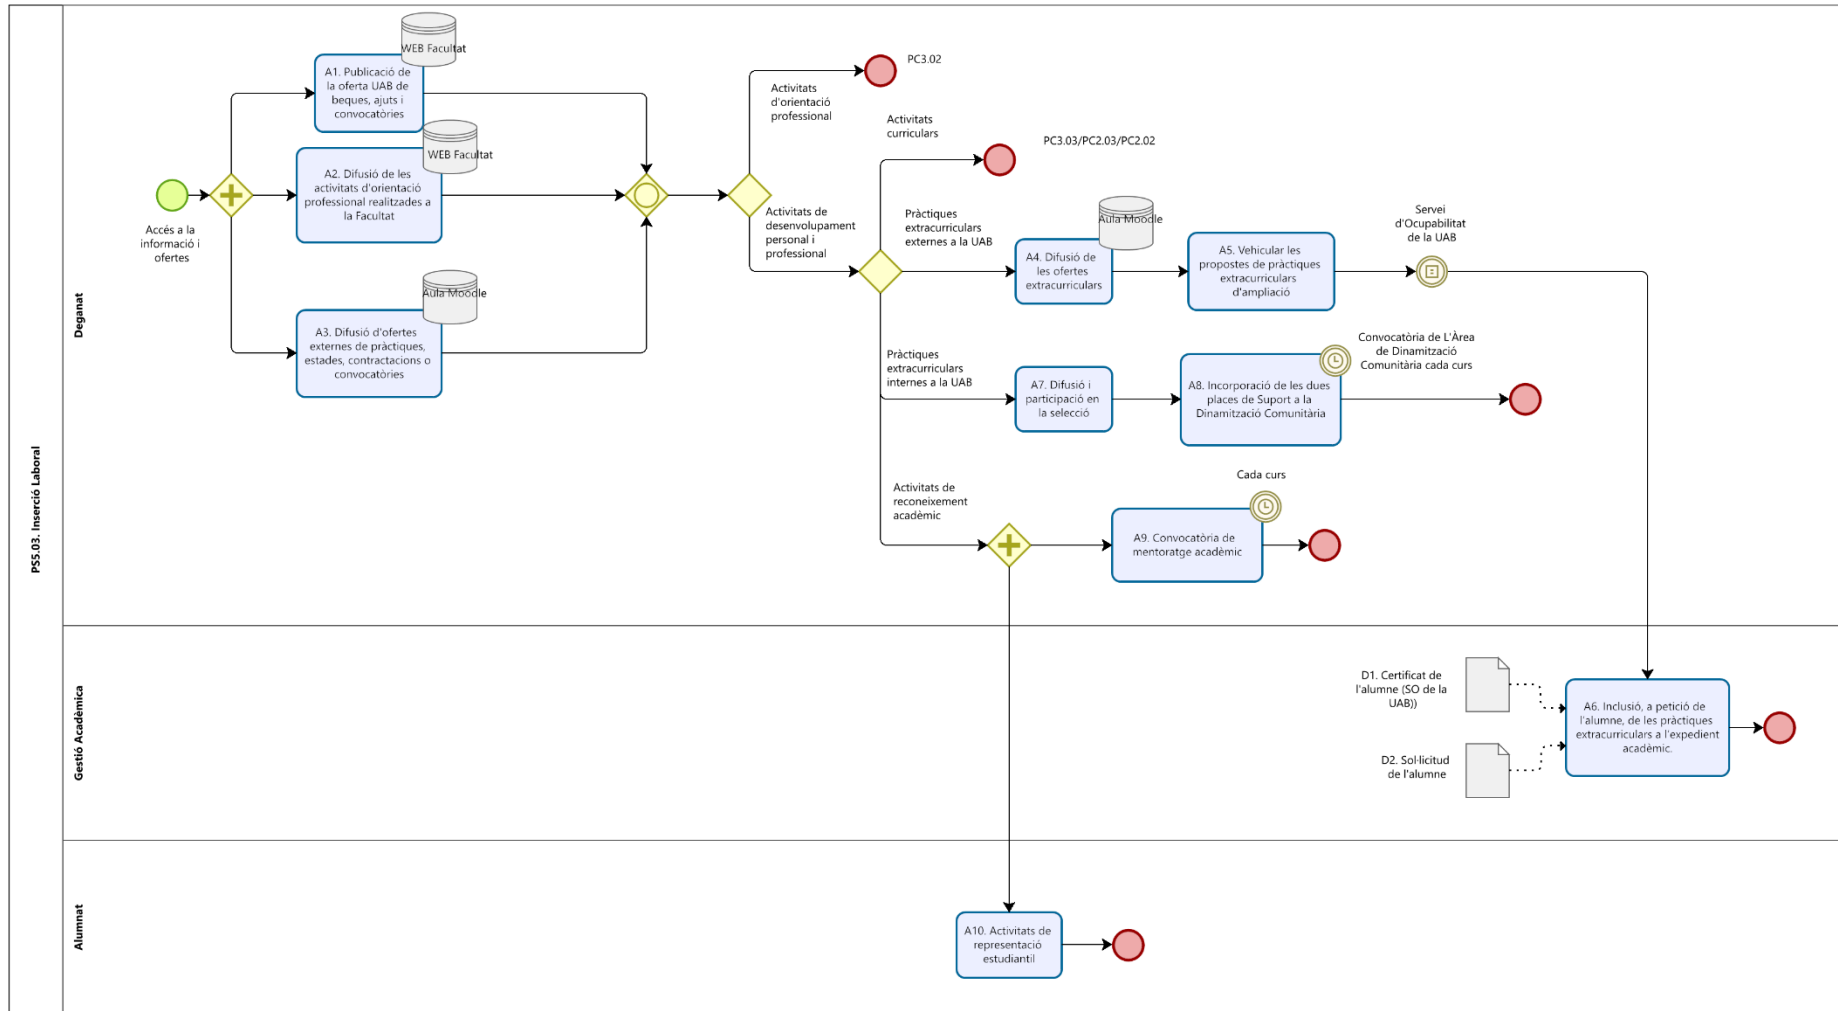 PS5.03. Inserció Laboral
Deganat
Accés a la
informació i
ofertes
WEB Facultat
A1. Publicació de
la oferta UAB de
beques, ajuts i
convocatòries
WEB Facultat
A2. Difusió de les
activitats d'orientació
professional realitzades a
la Facultat
Aula Moodle
A3. Difusió d'ofertes
externes de pràctiques,
estades, contractacions o
convocatòries
Activitats
d'orientació
professional
PC3.02
Activitats de
desenvolupament
personal i
professional
Activitats
curriculars
PC3.03/PC2.03/PC2.02
Pràctiques
extracurriculars
externes a la UAB
Aula Moodle
A4. Difusió de
les ofertes
extracurriculars
A5. Vehicular les
propostes de pràctiques
extracurriculars
d'ampliació
Servei
d'Ocupabilitat
de la UAB
Pràctiques
extracurriculars
internes a la UAB
A7. Difusió i
participació en
la selecció
A8. Incorporació de les dues
places de Suport a la
Dinamització Comunitària
Convocatòria de L'Àrea
de Dinamització
Comunitària cada curs
Activitats de
reconeixement
acadèmic
A9. Convocatòria de
mentoratge acadèmic
Cada curs
Gestió Acadèmica
D1. Certificat de
l'alumne (SO de la
UAB))
D2. Sol·licitud
de l'alumne
A6. Inclusió, a petició de
l'alumne, de les pràctiques
extracurriculars a l'expedient
acadèmic.
Alumnat
A10. Activitats de
representació
estudiantil